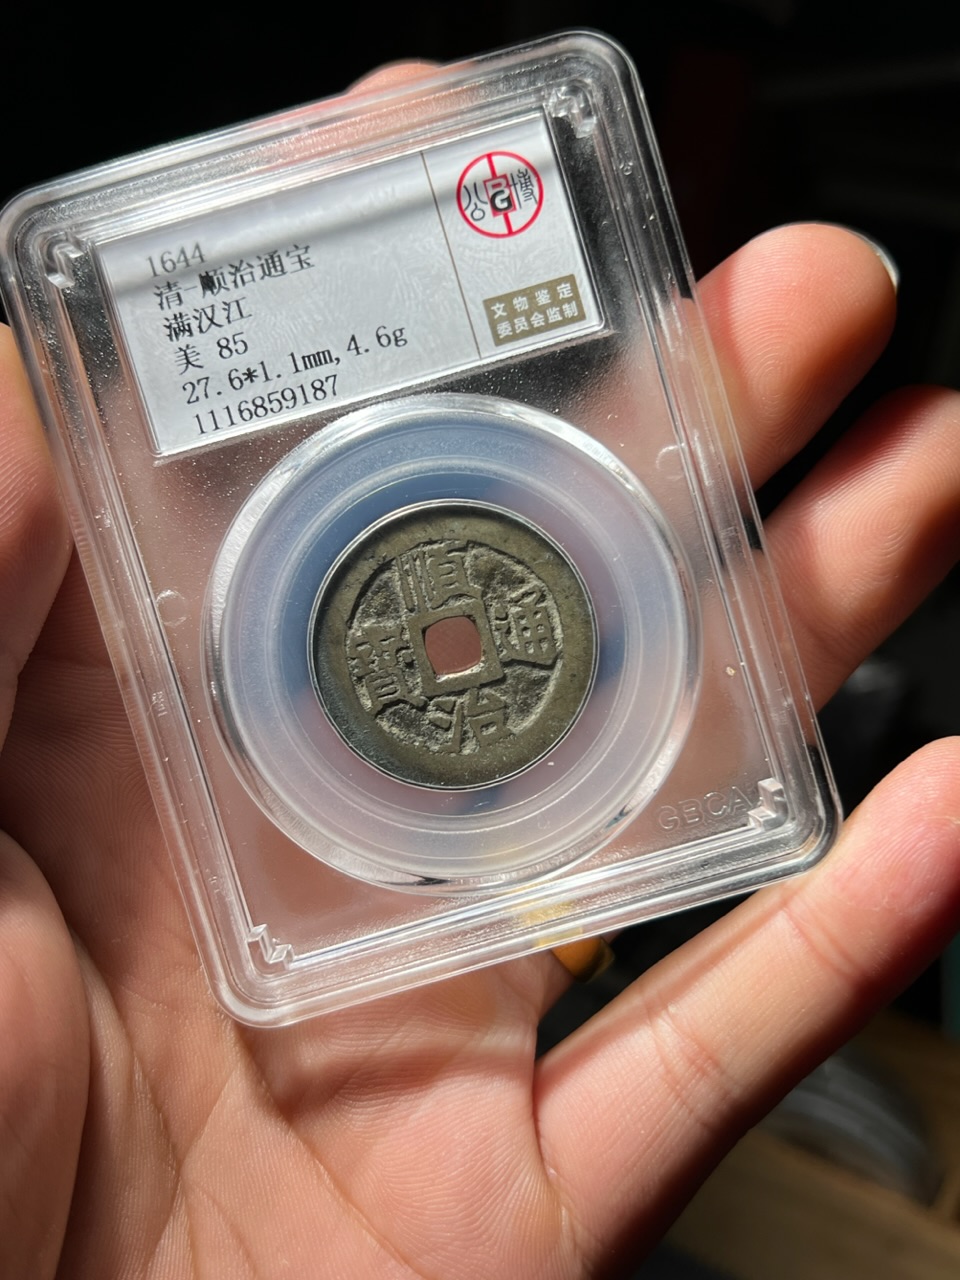 1644
清-顺治通宝
满汉江
美 85
27.6*1.1mm,4.6g
1116859187
公博
BG
文物鉴定
委员会监制
順治通寶
GBCA